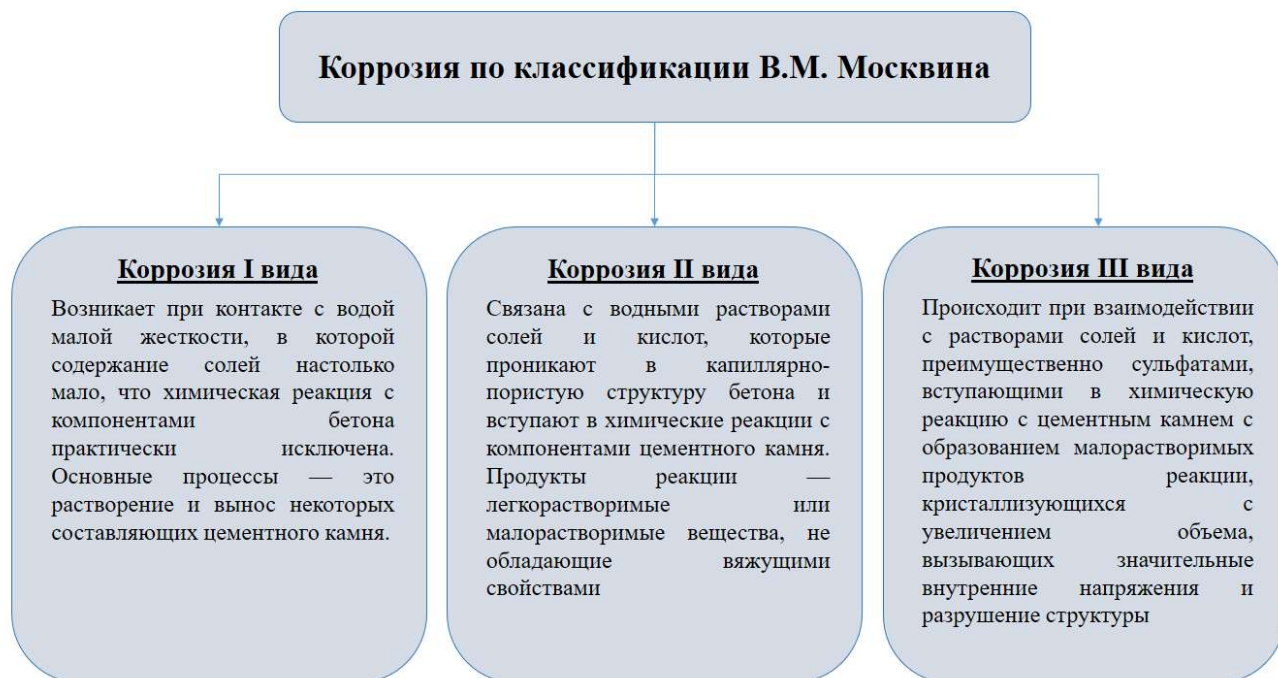 Коррозия по классификации В.М. Москвина
Коррозия I вида
Возникает при контакте с водой
малой жесткости, в которой
содержание солей настолько
мало, что химическая реакция с
компонентами бетона
практически исключена.
Основные процессы — это
растворение и вынос некоторых
составляющих цементного камня.
Коррозия II вида
Связана с водными растворами
солей и кислот, которые
проникают в капиллярно-
пористую структуру бетона и
вступают в химические реакции с
компонентами цементного камня.
Продукты реакции —
легкорастворимые или
малорастворимые вещества, не
обладающие вяжущими
свойствами
Коррозия III вида
Происходит при взаимодействии
с растворами солей и кислот,
преимущественно сульфатами,
вступающими в химическую
реакцию с цементным камнем с
образованием малорастворимых
продуктов реакции,
кристаллизующихся с
увеличением объема,
вызывающих значительные
внутренние напряжения и
разрушение структуры